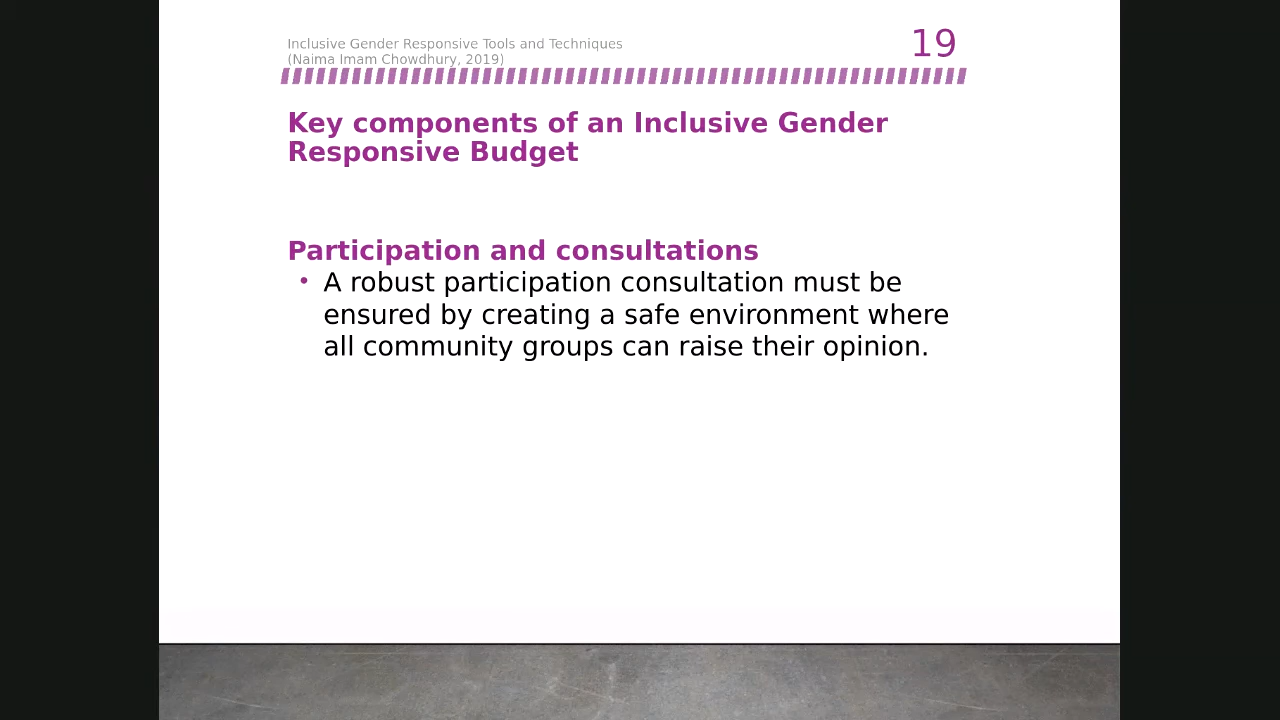 Inclusive Gender Responsive Tools and Techniques
(Naima Imam Chowdhury, 2019)
19
Key components of an Inclusive Gender
Responsive Budget
Participation and consultations
• A robust participation consultation must be
ensured by creating a safe environment where
all community groups can raise their opinion.